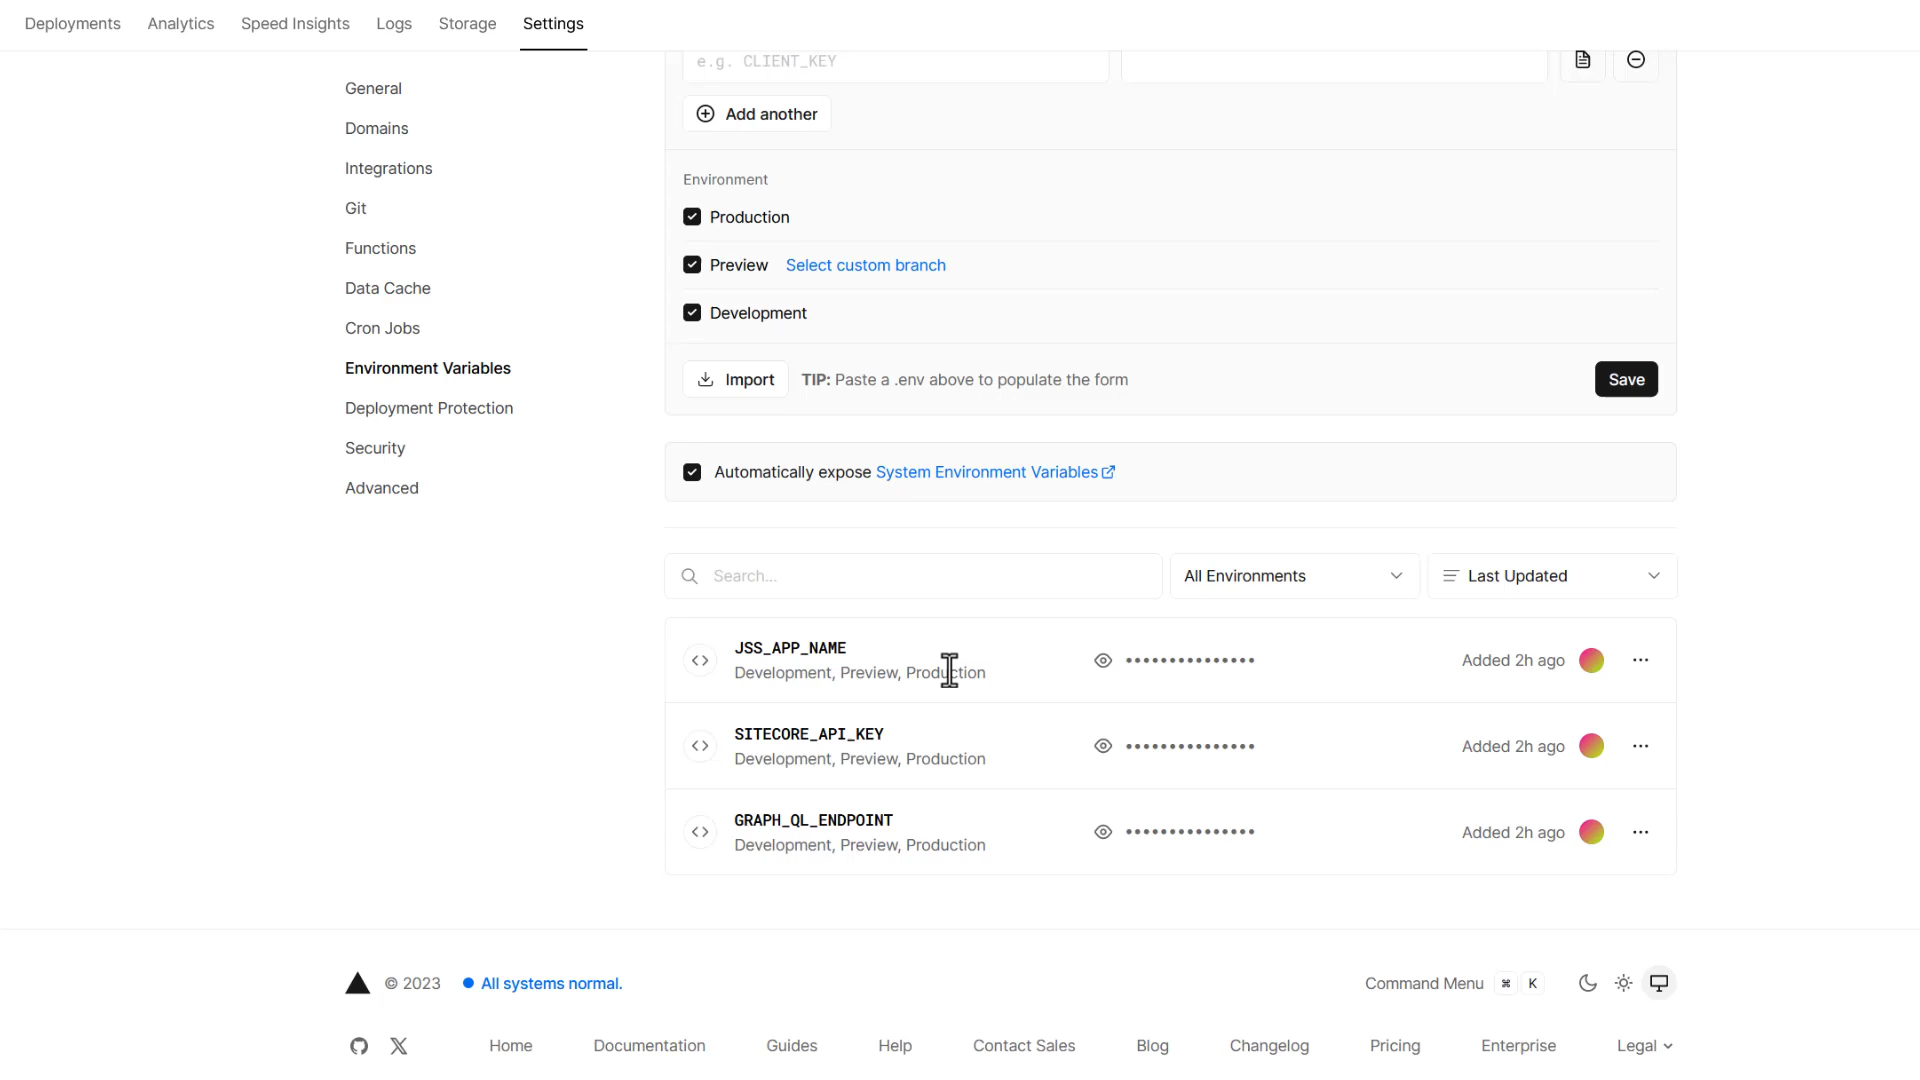 Deployments Analytics Speed Insights Logs Storage Settings
General
Domains
Integrations
Git
Functions
Data Cache
Cron Jobs
Environment Variables
Deployment Protection
Security
Advanced
e.g. CLIENT_KEY
Add another
Environment
Production
Preview Select custom branch
Development
Import TIP: Paste a .env above to populate the form Save
Automatically expose System Environment Variables
Search... All Environments Last Updated
JSS_APP_NAME
Development, Preview, Production
••••••••••••••• Added 2h ago
SITECORE_API_KEY
Development, Preview, Production
••••••••••••••• Added 2h ago
GRAPH_QL_ENDPOINT
Development, Preview, Production
••••••••••••••• Added 2h ago
© 2023 All systems normal. Command Menu ⌘ K
Home Documentation Guides Help Contact Sales Blog Changelog Pricing Enterprise Legal